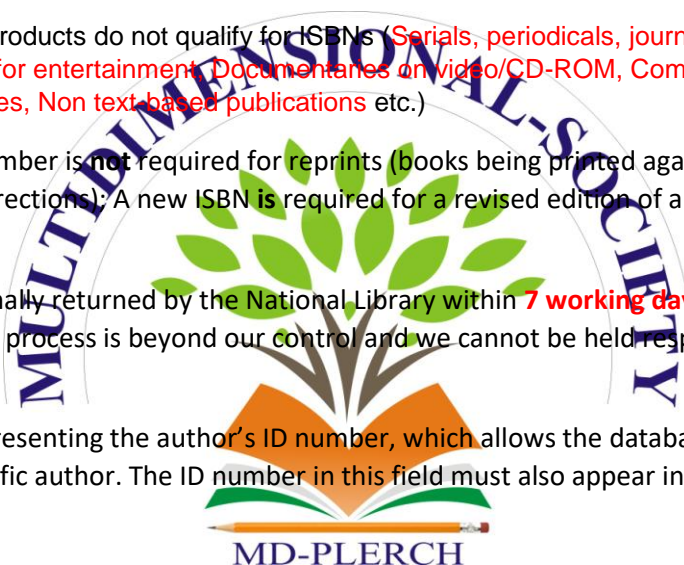 roducts do not qualify for ISBNs (Serials, periodicals, journ
for entertainment, Documentaries on video/CD-ROM, Com
es, Non text-based publications etc.)
mber is not required for reprints (books being printed aga
rections); A new ISBN is required for a revised edition of a
nally returned by the National Library within 7 working da
process is beyond our control and we cannot be held resp
resenting the author's ID number, which allows the databa
fic author. The ID number in this field must also appear in
MULTIDIMENSIONAL-SOCIETY
MD-PLERCH